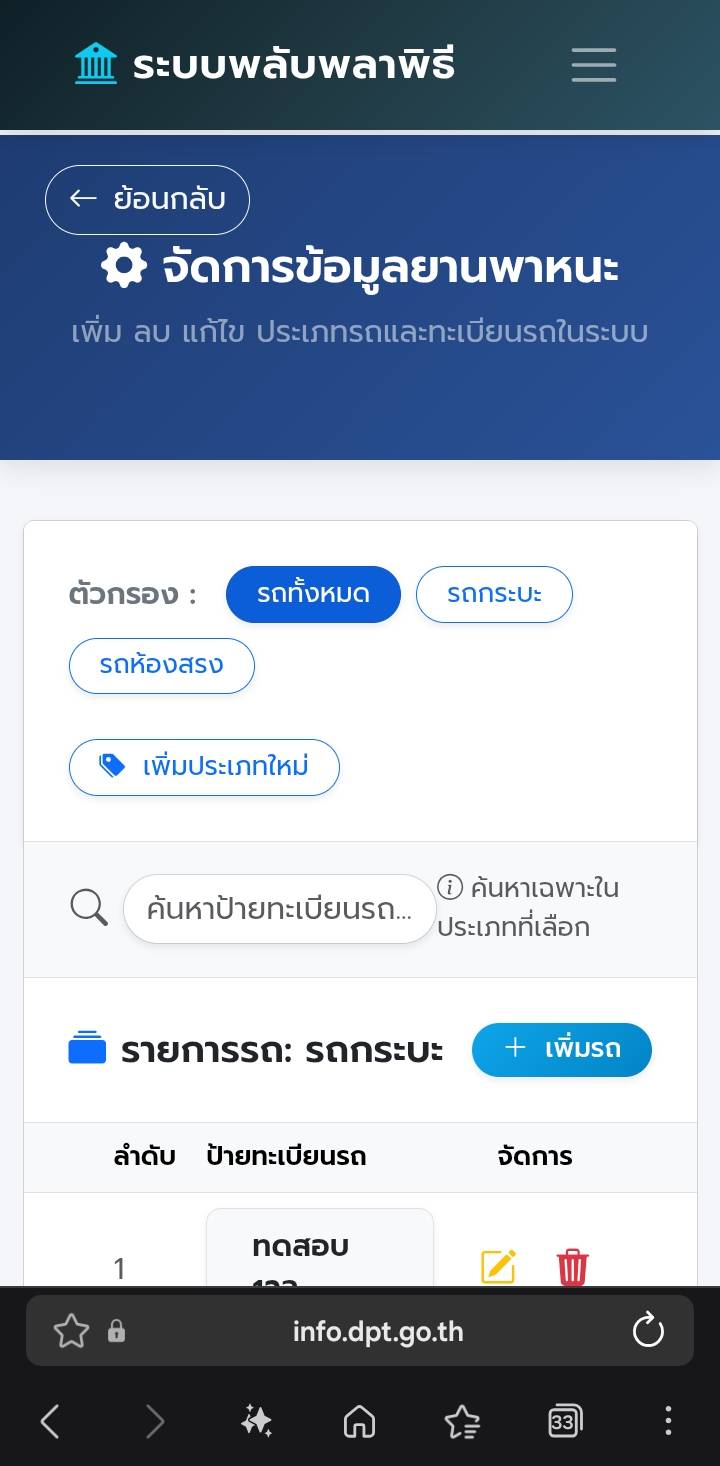 ระบบพลับพลาพิธี
ย้อนกลับ
จัดการข้อมูลยานพาหนะ
เพิ่ม ลบ แก้ไข ประเภทรถและทะเบียนรถในระบบ
ตัวกรอง :
รถทั้งหมด
รถกระบะ
รถห้องสรง
เพิ่มประเภทใหม่
ค้นหาป้ายทะเบียนรถ...
ค้นหาเฉพาะใน
ประเภทที่เลือก
รายการรถ: รถกระบะ
+ เพิ่มรถ
ลำดับ ป้ายทะเบียนรถ จัดการ
1
ทดสอบ
info.dpt.go.th
33